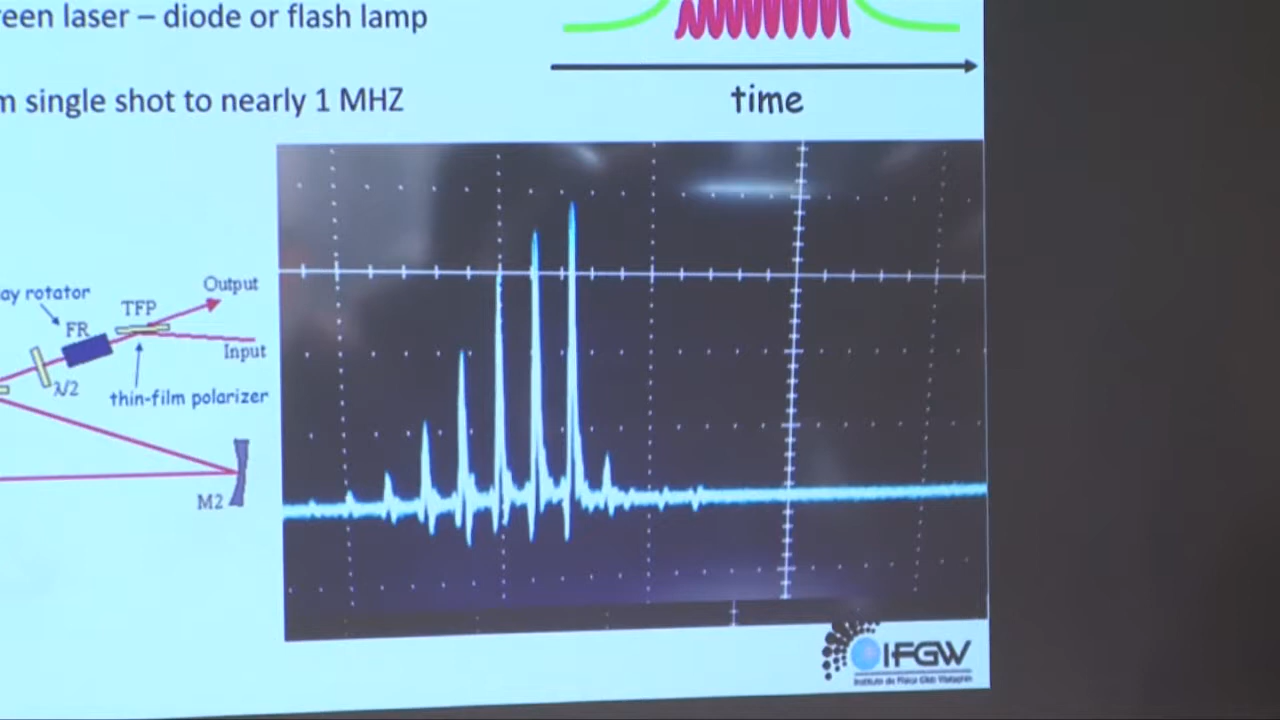 reen laser – diode or flash lamp
m single shot to nearly 1 MHZ
time
ay rotator
FR
TFP
Output
Input
λ/2
thin-film polarizer
M2
IFGW